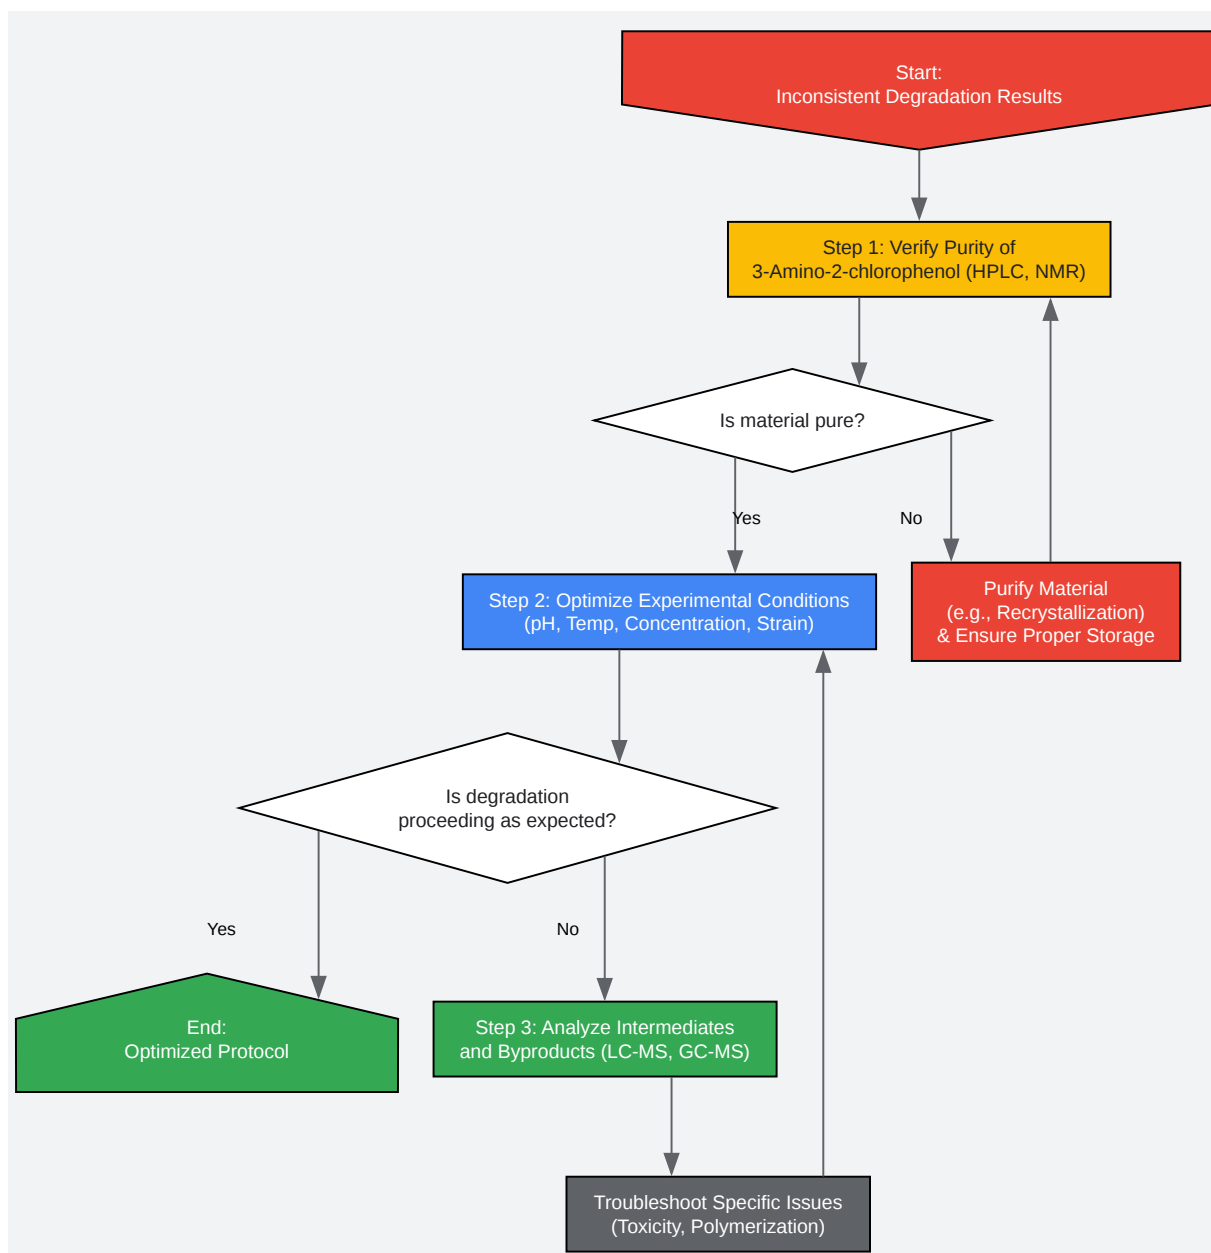 Start:
Inconsistent Degradation Results
Step 1: Verify Purity of
3-Amino-2-chlorophenol (HPLC, NMR)
Is material pure?
Yes
No
Step 2: Optimize Experimental Conditions
(pH, Temp, Concentration, Strain)
Purify Material
(e.g., Recrystallization)
& Ensure Proper Storage
Is degradation
proceeding as expected?
Yes
No
End:
Optimized Protocol
Step 3: Analyze Intermediates
and Byproducts (LC-MS, GC-MS)
Troubleshoot Specific Issues
(Toxicity, Polymerization)